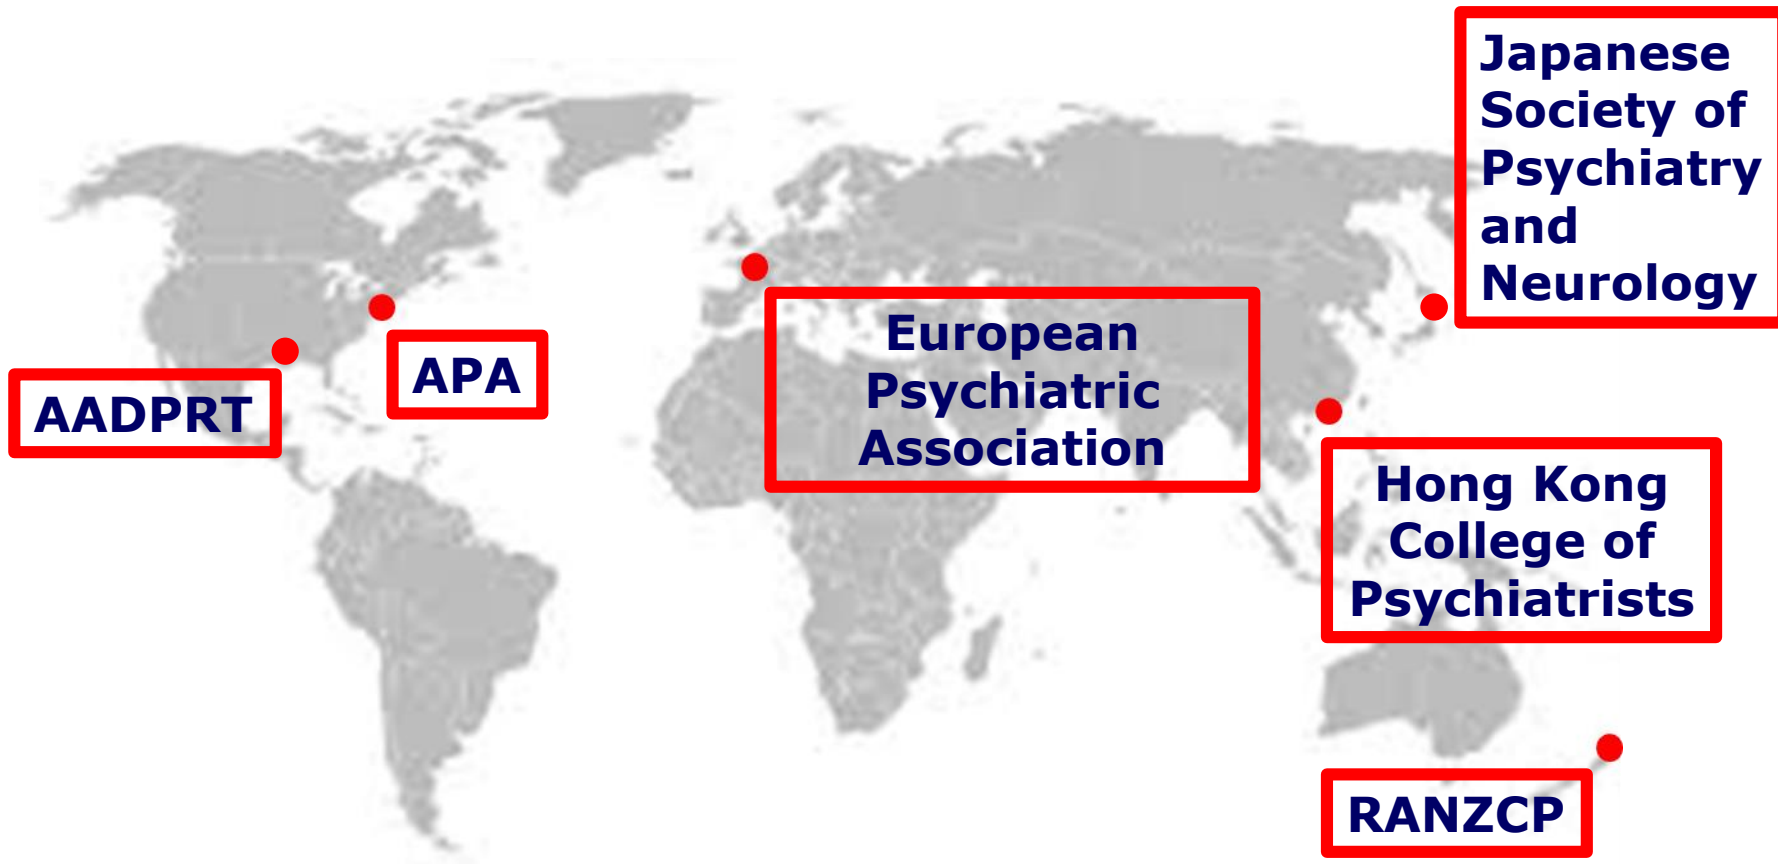 Japanese
Society of
Psychiatry
and
Neurology
European
Psychiatric
Association
APA
AADPRT
Hong Kong
College of
Psychiatrists
RANZCP